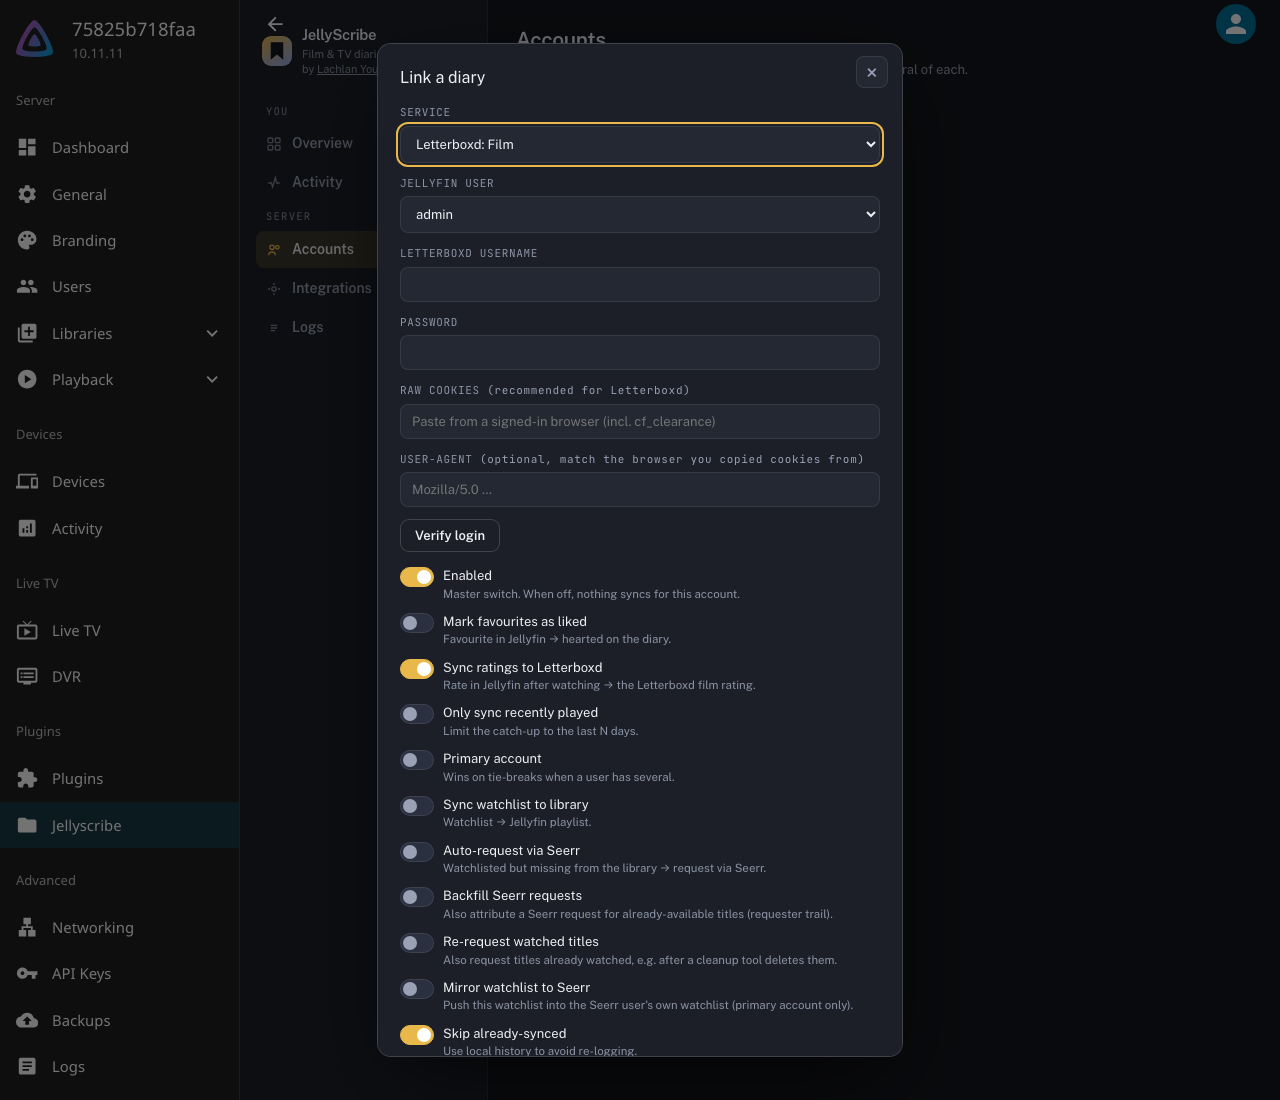 75825b718faa
10.11.11
Server
Dashboard
General
Branding
Users
Libraries
Playback
Devices
Devices
Activity
Live TV
Live TV
DVR
Plugins
Plugins
Jellyscribe
Advanced
Networking
API Keys
Backups
Logs
JellyScribe
Film & TV diari
by Lachlan You
YOU
Overview
Activity
SERVER
Accounts
Integrations
Logs
Accounts
ral of each.
Link a diary
SERVICE
Letterboxd: Film
JELLYFIN USER
admin
LETTERBOXD USERNAME
PASSWORD
RAW COOKIES (recommended for Letterboxd)
Paste from a signed-in browser (incl. cf_clearance)
USER-AGENT (optional, match the browser you copied cookies from)
Mozilla/5.0 ...
Verify login
Enabled
Master switch. When off, nothing syncs for this account.
Mark favourites as liked
Favourite in Jellyfin → hearted on the diary.
Sync ratings to Letterboxd
Rate in Jellyfin after watching → the Letterboxd film rating.
Only sync recently played
Limit the catch-up to the last N days.
Primary account
Wins on tie-breaks when a user has several.
Sync watchlist to library
Watchlist → Jellyfin playlist.
Auto-request via Seerr
Watchlisted but missing from the library → request via Seerr.
Backfill Seerr requests
Also attribute a Seerr request for already-available titles (requester trail).
Re-request watched titles
Also request titles already watched, e.g. after a cleanup tool deletes them.
Mirror watchlist to Seerr
Push this watchlist into the Seerr user's own watchlist (primary account only).
Skip already-synced
Use local history to avoid re-logging.